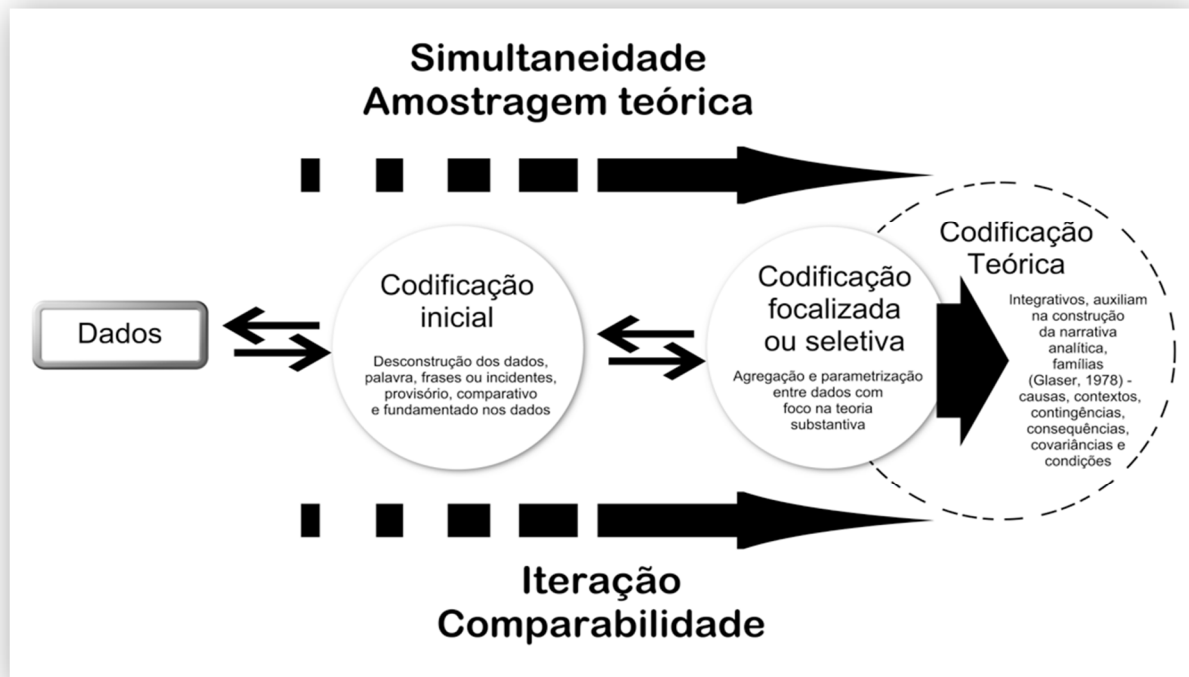 Simultaneidade
Amostragem teórica
Dados
Codificação
inicial
Desconstrução dos dados,
palavra, frases ou incidentes,
provisório, comparativo
e fundamentado nos dados
Codificação
focalizada
ou seletiva
Agregação e parametrização
entre dados com
foco na teoria
substantiva
Codificação
Teórica
Integrativos, auxiliam
na construção
da narrativa
analítica,
famílias
(Glaser, 1978) -
causas, contextos,
contingências,
consequências,
covariâncias e
condições
Iteração
Comparabilidade